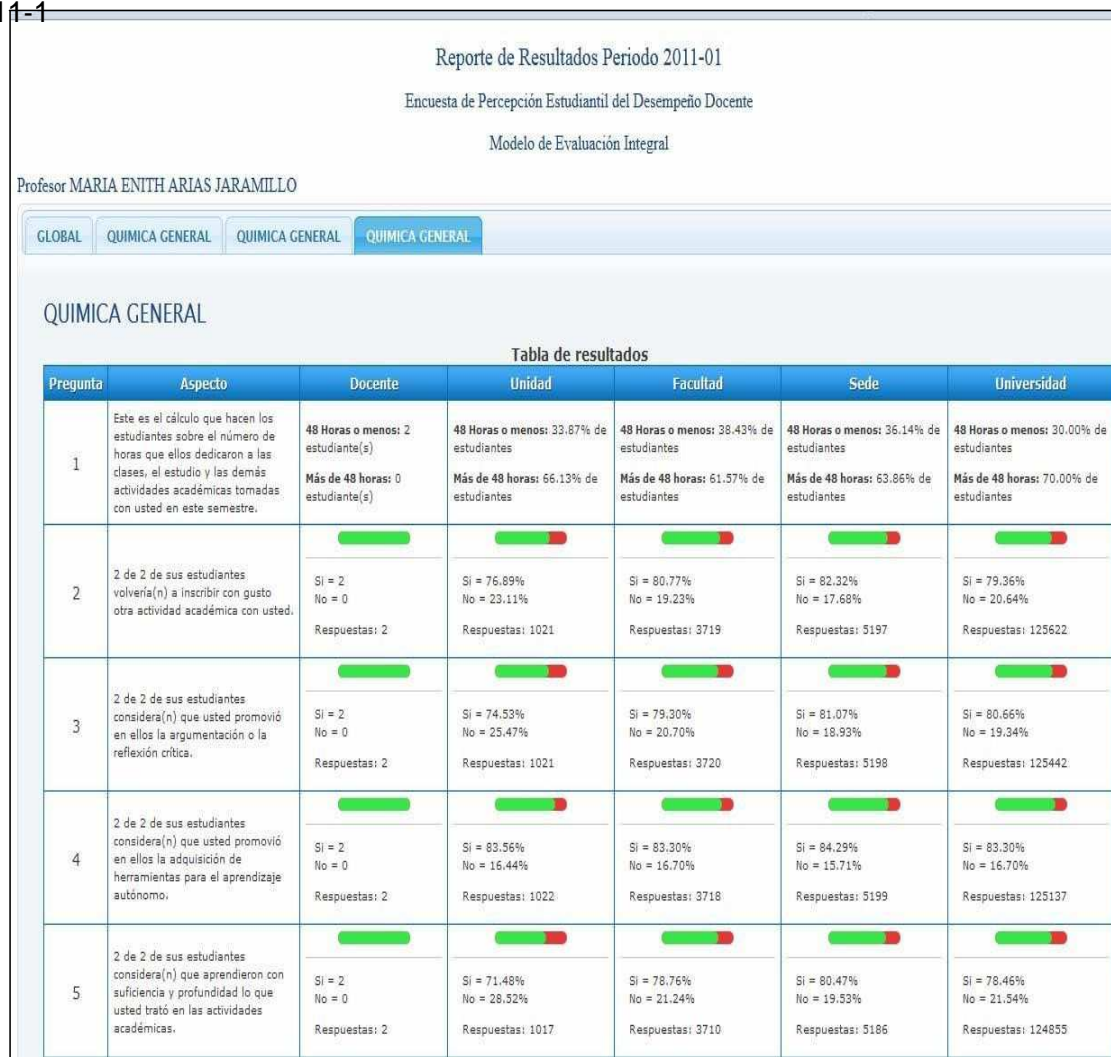 11-1
Reporte de Resultados Periodo 2011-01
Encuesta de Percepción Estudiantil del Desempeño Docente
Modelo de Evaluación Integral
Profesor MARIA ENITH ARIAS JARAMILLO
GLOBAL QUIMICA GENERAL QUIMICA GENERAL QUIMICA GENERAL
QUIMICA GENERAL
Tabla de resultados
Pregunta Aspecto Docente Unidad Facultad Sede Universidad
1
Este es el cálculo que hacen los
estudiantes sobre el número de
horas que ellos dedicaron a las
clases, el estudio y las demás
actividades académicas tomadas
con usted en este semestre.
48 Horas o menos: 2
estudiante(s)
Más de 48 horas: 0
estudiante(s)
48 Horas o menos: 33.87% de
estudiantes
Más de 48 horas: 66.13% de
estudiantes
48 Horas o menos: 38.43% de
estudiantes
Más de 48 horas: 61.57% de
estudiantes
48 Horas o menos: 36.14% de
estudiantes
Más de 48 horas: 63.86% de
estudiantes
48 Horas o menos: 30.00% de
estudiantes
Más de 48 horas: 70.00% de
estudiantes
2
2 de 2 de sus estudiantes
volvería(n) a inscribir con gusto
otra actividad académica con usted.
Si = 2
No = 0
Respuestas: 2
Si = 76.89%
No = 23.11%
Respuestas: 1021
Si = 80.77%
No = 19.23%
Respuestas: 3719
Si = 82.32%
No = 17.68%
Respuestas: 5197
Si = 79.36%
No = 20.64%
Respuestas: 125622
3
2 de 2 de sus estudiantes
considera(n) que usted promovió
en ellos la argumentación o la
reflexión crítica.
Si = 2
No = 0
Respuestas: 2
Si = 74.53%
No = 25.47%
Respuestas: 1021
Si = 79.30%
No = 20.70%
Respuestas: 3720
Si = 81.07%
No = 18.93%
Respuestas: 5198
Si = 80.66%
No = 19.34%
Respuestas: 125442
4
2 de 2 de sus estudiantes
considera(n) que usted promovió
en ellos la adquisición de
herramientas para el aprendizaje
autónomo.
Si = 2
No = 0
Respuestas: 2
Si = 83.56%
No = 16.44%
Respuestas: 1022
Si = 83.30%
No = 16.70%
Respuestas: 3718
Si = 84.29%
No = 15.71%
Respuestas: 5199
Si = 83.30%
No = 16.70%
Respuestas: 125137
5
2 de 2 de sus estudiantes
considera(n) que aprendieron con
suficiencia y profundidad lo que
usted trató en las actividades
académicas.
Si = 2
No = 0
Respuestas: 2
Si = 71.48%
No = 28.52%
Respuestas: 1017
Si = 78.76%
No = 21.24%
Respuestas: 3710
Si = 80.47%
No = 19.53%
Respuestas: 5186
Si = 78.46%
No = 21.54%
Respuestas: 124855